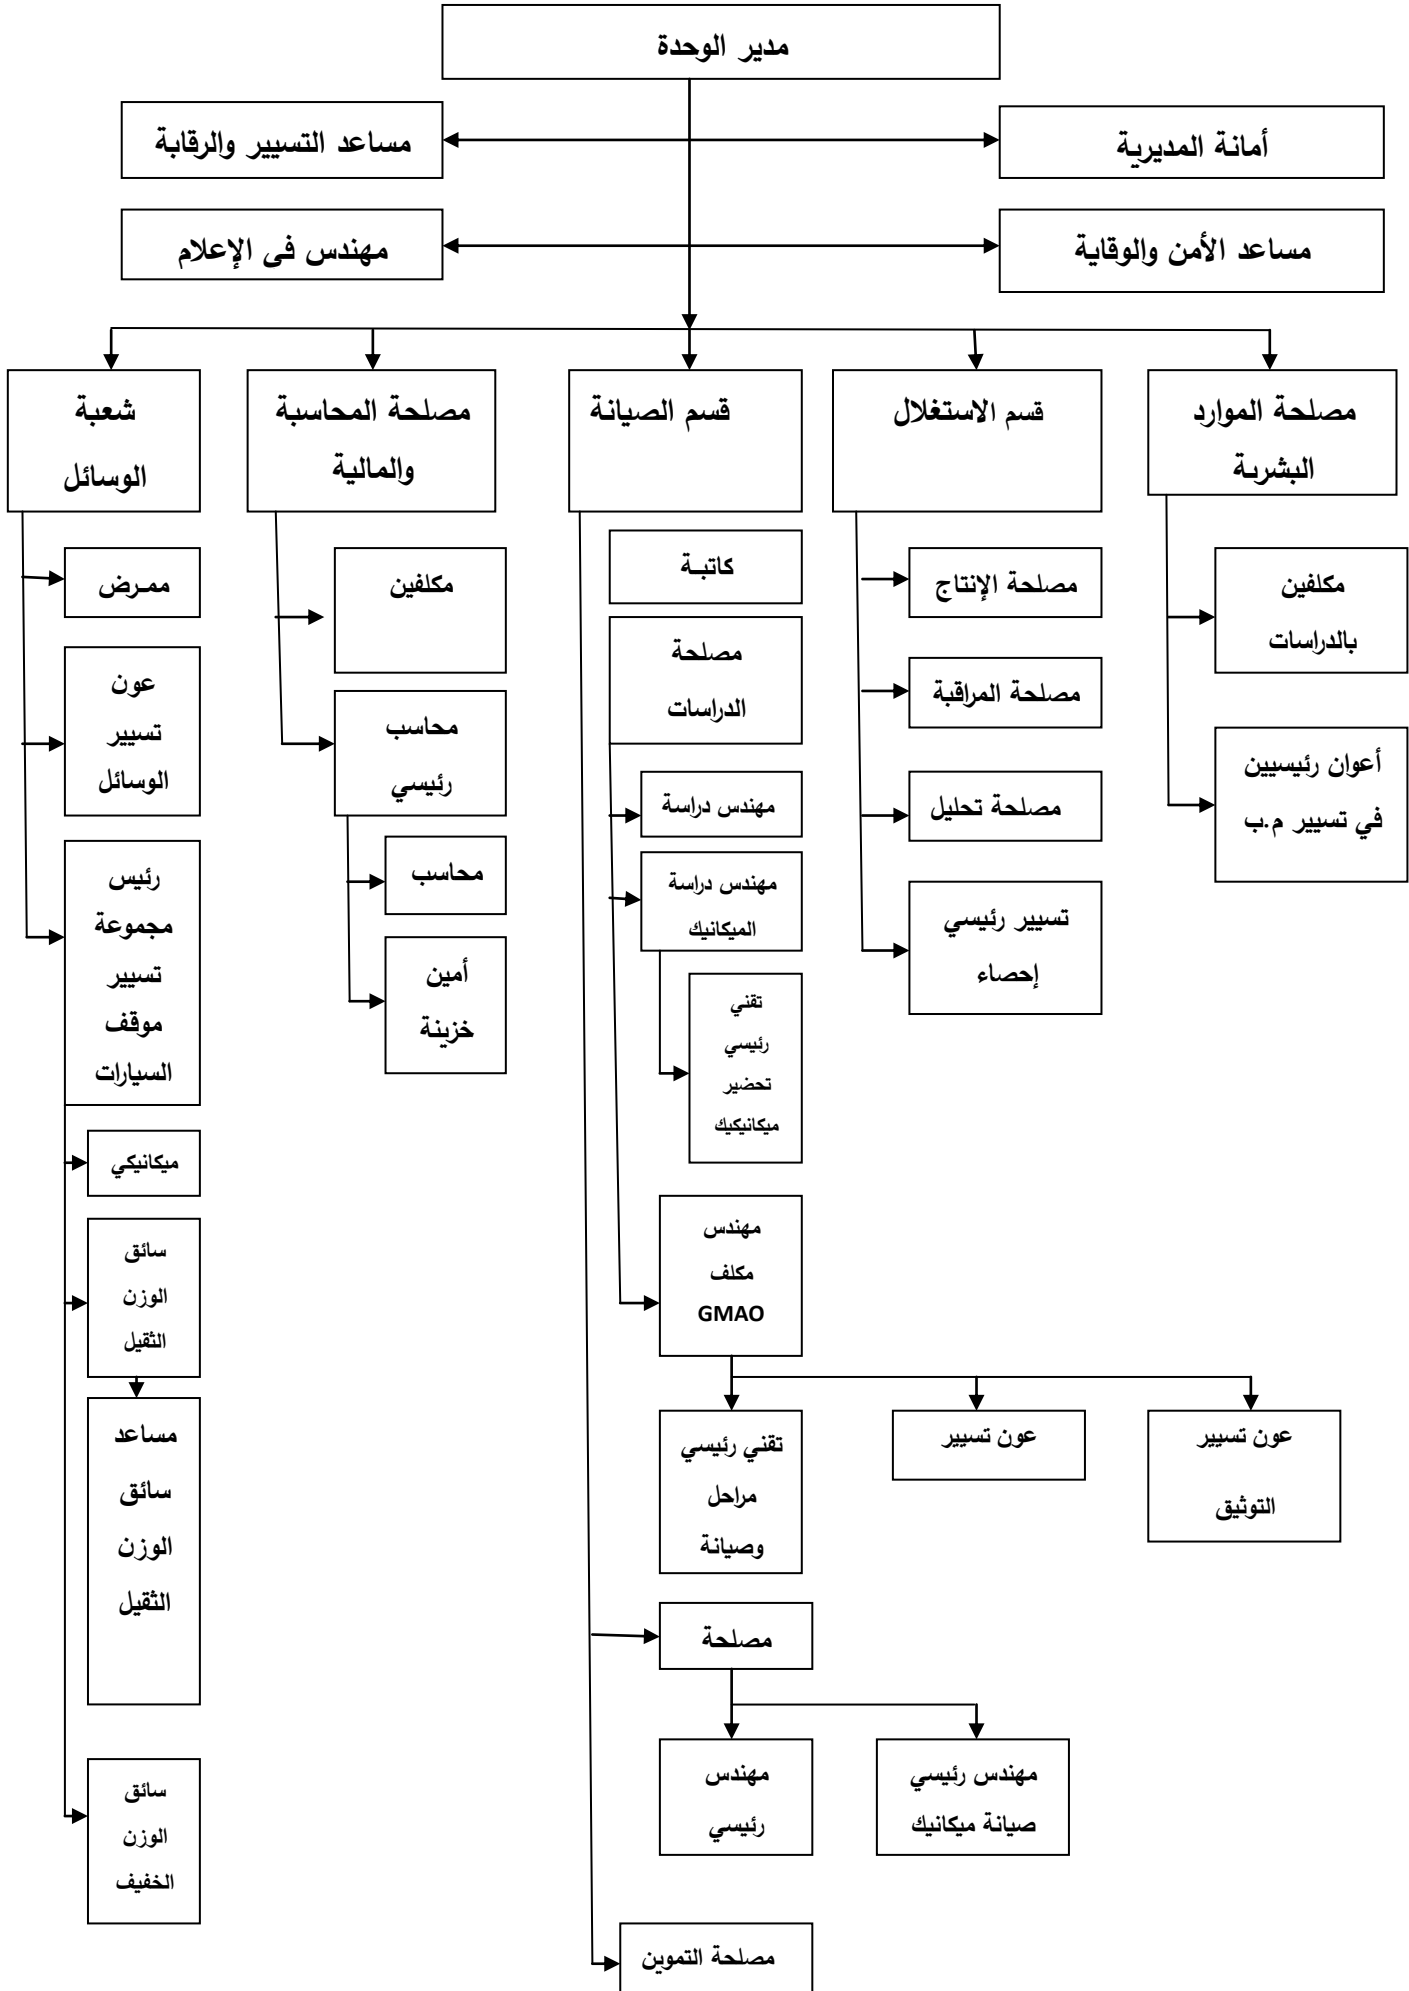 مدير الوحدة
أمانة المديرية
مساعد التسيير والرقابة
مساعد الأمن والوقاية
مهندس في الإعلام
مصلحة الموارد
البشرية
قسم الاستغلال
قسم الصيانة
مصلحة المحاسبة
والمالية
شعبة
الوسائل
مكلفين
بالدراسات
أعوان رئيسيين
في تسيير م.ب
مصلحة الإنتاج
مصلحة المراقبة
مصلحة تحليل
تسيير رئيسي
إحصاء
كاتبـة
مصلحة
الدراسات
مهندس دراسة
مهندس دراسة
الميكانيك
تقني
رئيسي
تحضير
ميكانيكيك
مهندس
مكلف
GMAO
عون تسيير
التوثيق
عون تسيير
تقني رئيسي
مراحل
وصيانة
مصلحة
مهندس رئيسي
صيانة ميكانيك
مهندس
رئيسي
مصلحة التموين
مكلفين
محاسب
رئيسي
محاسب
أمين
خزينة
ممـرض
عون
تسيير
الوسائل
رئيس
مجموعة
تسيير
موقف
السيارات
ميكانيكي
سائق
الوزن
الثقيل
مساعد
سائق
الوزن
الثقيل
سائق
الوزن
الخفيف